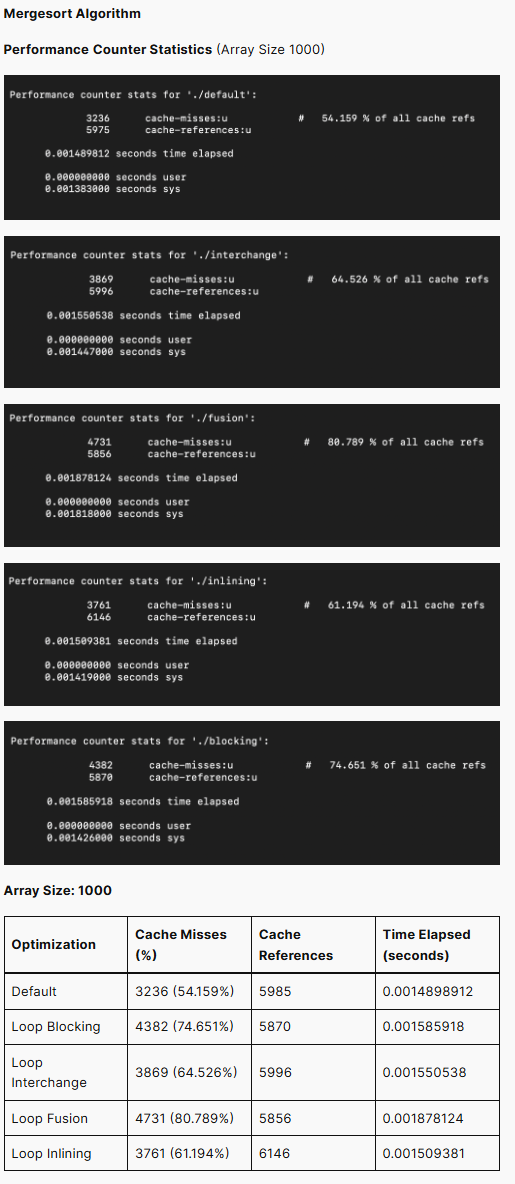 Mergesort Algorithm
Performance Counter Statistics (Array Size 1000)
Performance counter stats for './default':
3236 cache-misses:u # 54.159 % of all cache refs
5975 cache-references:u
0.001489812 seconds time elapsed
0.000000000 seconds user
0.001383000 seconds sys
Performance counter stats for './interchange':
3869 cache-misses:u # 64.526 % of all cache refs
5996 cache-references:u
0.001550538 seconds time elapsed
0.000000000 seconds user
0.001447000 seconds sys
Performance counter stats for './fusion':
4731 cache-misses:u # 80.789 % of all cache refs
5856 cache-references:u
0.001878124 seconds time elapsed
0.000000000 seconds user
0.001818000 seconds sys
Performance counter stats for './inlining':
3761 cache-misses:u # 61.194 % of all cache refs
6146 cache-references:u
0.001509381 seconds time elapsed
0.000000000 seconds user
0.001419000 seconds sys
Performance counter stats for './blocking':
4382 cache-misses:u # 74.651 % of all cache refs
5870 cache-references:u
0.001585918 seconds time elapsed
0.000000000 seconds user
0.001426000 seconds sys
Array Size: 1000
Optimization | Cache Misses (%) | Cache References | Time Elapsed (seconds)
Default | 3236 (54.159%) | 5985 | 0.0014898912
Loop Blocking | 4382 (74.651%) | 5870 | 0.001585918
Loop Interchange | 3869 (64.526%) | 5996 | 0.001550538
Loop Fusion | 4731 (80.789%) | 5856 | 0.001878124
Loop Inlining | 3761 (61.194%) | 6146 | 0.001509381